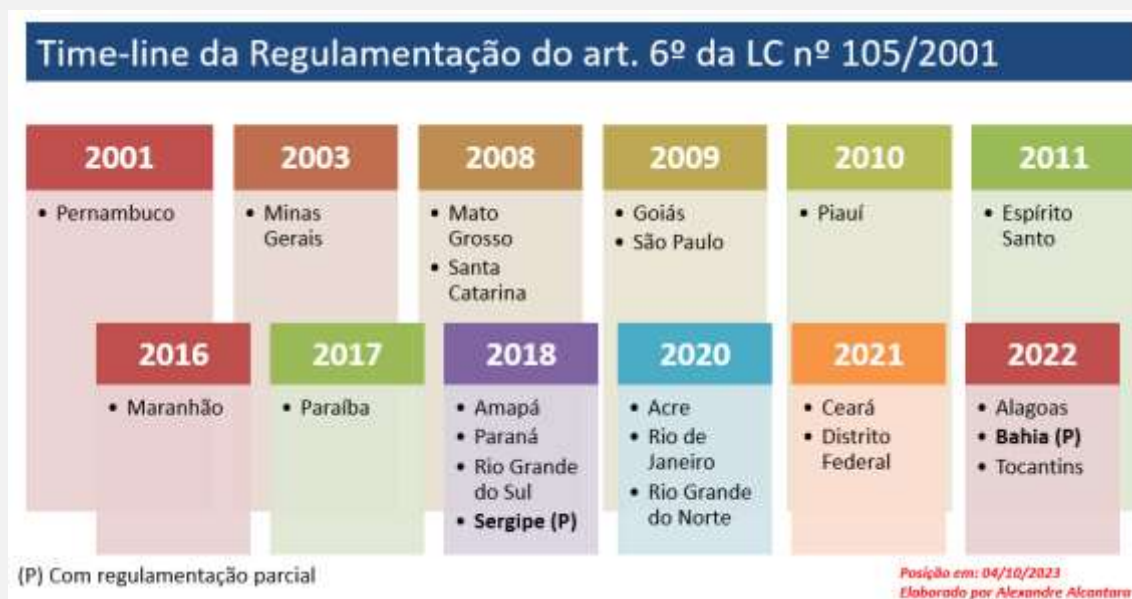 Time-line da Regulamentação do art. 6º da LC nº 105/2001
2001
• Pernambuco
2003
• Minas
Gerais
2008
• Mato
Grosso
• Santa
Catarina
2009
• Goiás
• São Paulo
2010
• Piauí
2011
• Espírito
Santo
2016
• Maranhão
2017
• Paraíba
2018
• Amapá
• Paraná
• Rio Grande
do Sul
• Sergipe (P)
2020
• Acre
• Rio de
Janeiro
• Rio Grande
do Norte
2021
• Ceará
• Distrito
Federal
2022
• Alagoas
• Bahia (P)
• Tocantins
(P) Com regulamentação parcial
Posição em: 04/10/2023
Elaborado por Alexandre Alcantara